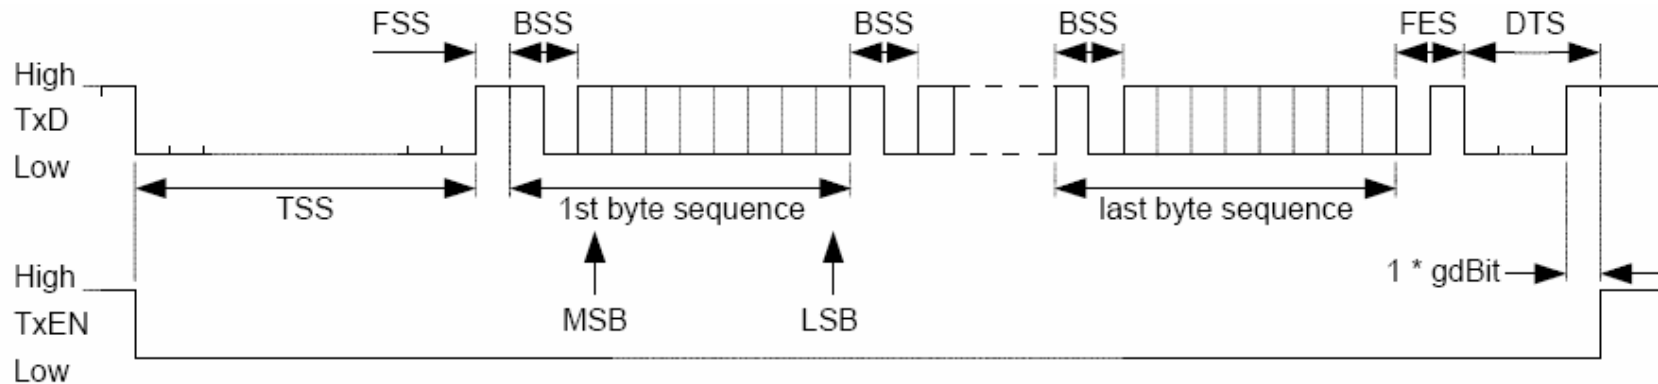 FSS BSS BSS BSS FES DTS
High
TxD
Low
TSS 1st byte sequence last byte sequence
High 1 * gdBit
TxEN MSB LSB
Low